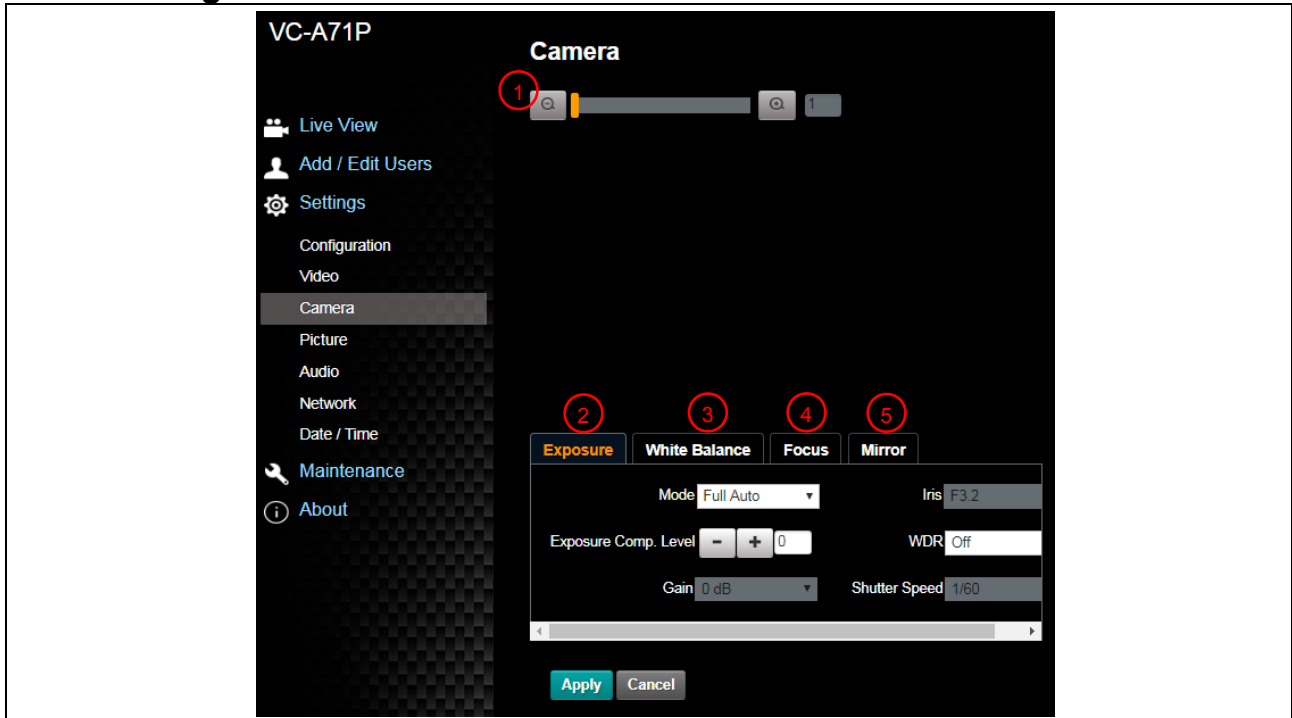 VC-A71P
Camera
1
1
Live View
Add / Edit Users
Settings
Configuration
Video
Camera
Picture
Audio
Network
Date / Time
Maintenance
About
2 3 4 5
Exposure White Balance Focus Mirror
Mode Full Auto Iris F3.2
Exposure Comp. Level - + 0 WDR Off
Gain 0 dB Shutter Speed 1/60
Apply Cancel